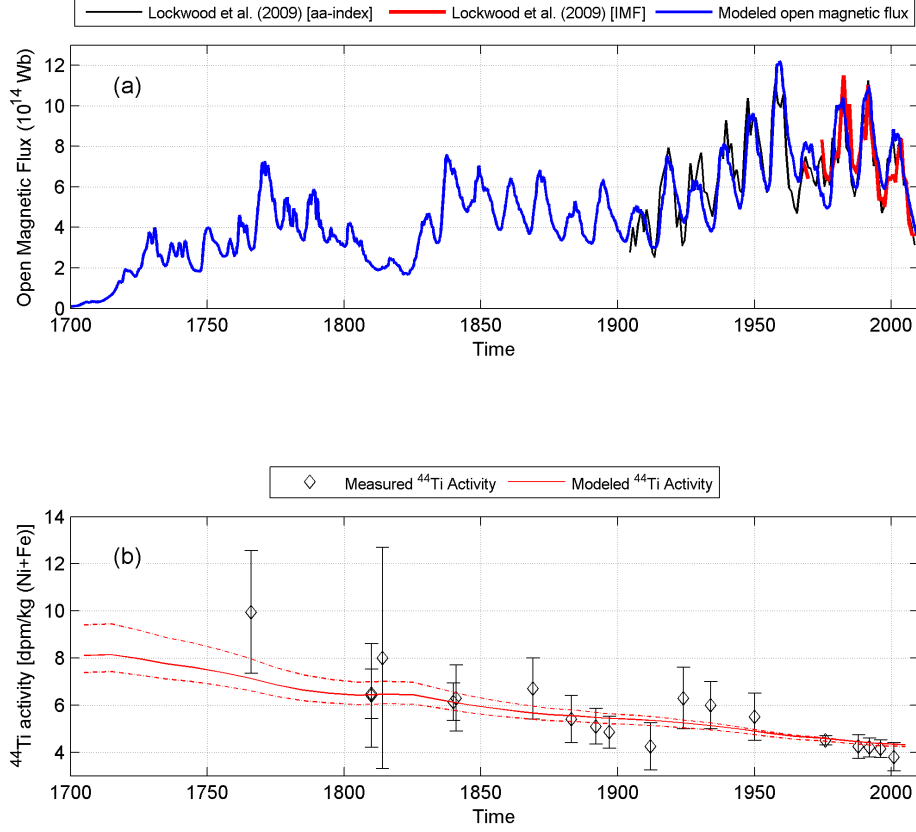 Lockwood et al. (2009) [aa-index] Lockwood et al. (2009) [IMF] Modeled open magnetic flux
(a)
Open Magnetic Flux (10¹⁴ Wb)
12
10
8
6
4
2
0
1700 1750 1800 1850 1900 1950 2000
Time
Measured ⁴⁴Ti Activity Modeled ⁴⁴Ti Activity
(b)
⁴⁴Ti activity [dpm/kg (Ni+Fe)]
14
12
10
8
6
4
1700 1750 1800 1850 1900 1950 2000
Time